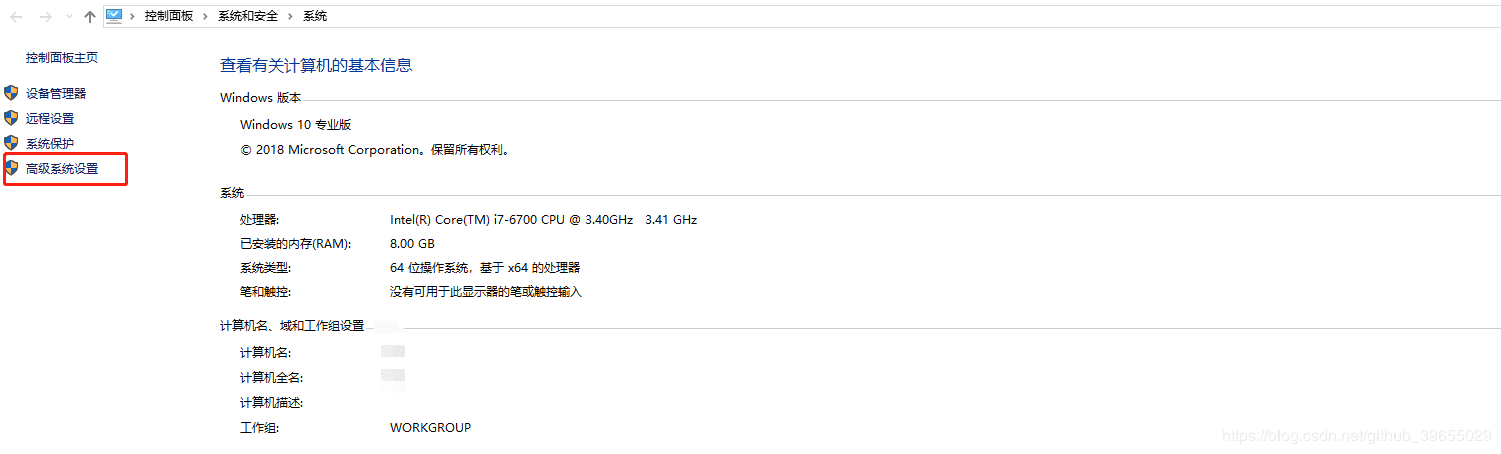 控制面板 > 系统和安全 > 系统
控制面板主页
设备管理器
远程设置
系统保护
高级系统设置
查看有关计算机的基本信息
Windows 版本
Windows 10 专业版
© 2018 Microsoft Corporation。保留所有权利。
系统
处理器: Intel(R) Core(TM) i7-6700 CPU @ 3.40GHz 3.41 GHz
已安装的内存(RAM): 8.00 GB
系统类型: 64 位操作系统，基于 x64 的处理器
笔和触控: 没有可用于此显示器的笔或触控输入
计算机名、域和工作组设置
计算机名:
计算机全名:
计算机描述:
工作组: WORKGROUP
https://blog.csdn.net/github_39655029